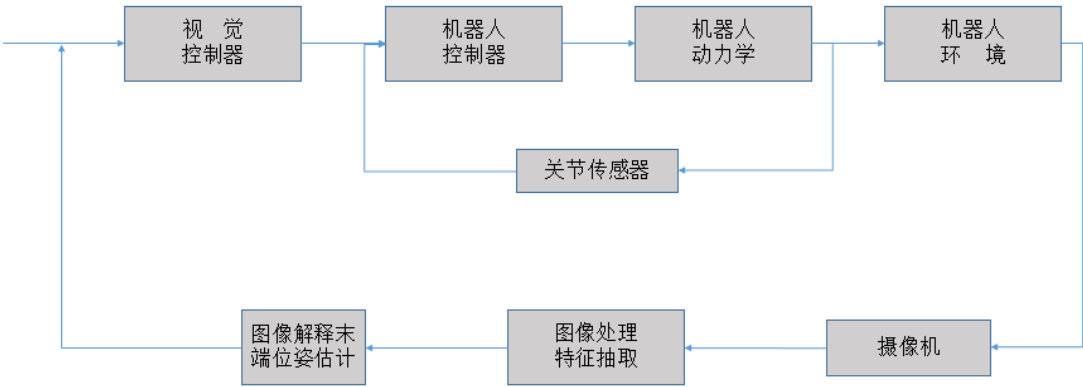 视 觉
控制器
机器人
控制器
机器人
动力学
机器人
环 境
关节传感器
图像解释末
端位姿估计
图像处理
特征抽取
摄像机